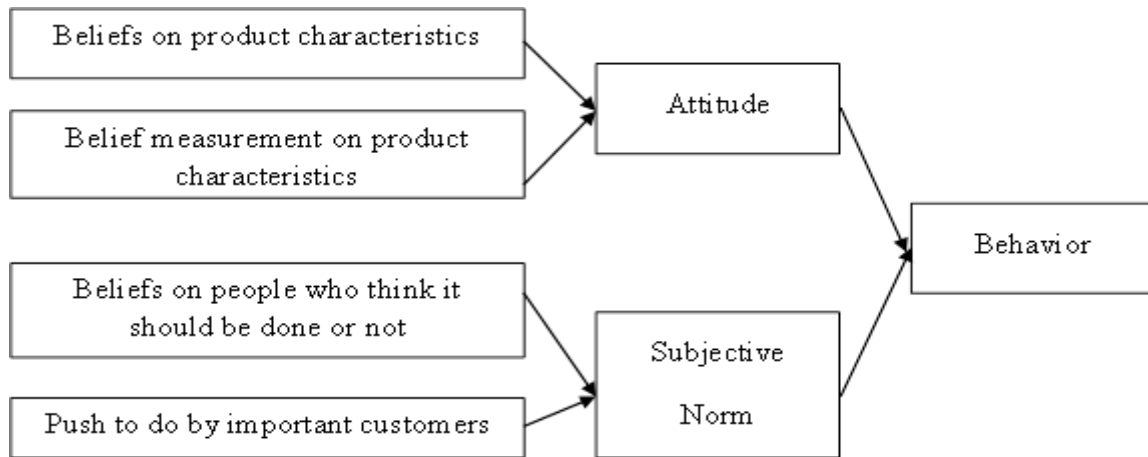 Beliefs on product characteristics
Belief measurement on product
characteristics
Attitude
Beliefs on people who think it
should be done or not
Push to do by important customers
Subjective
Norm
Behavior